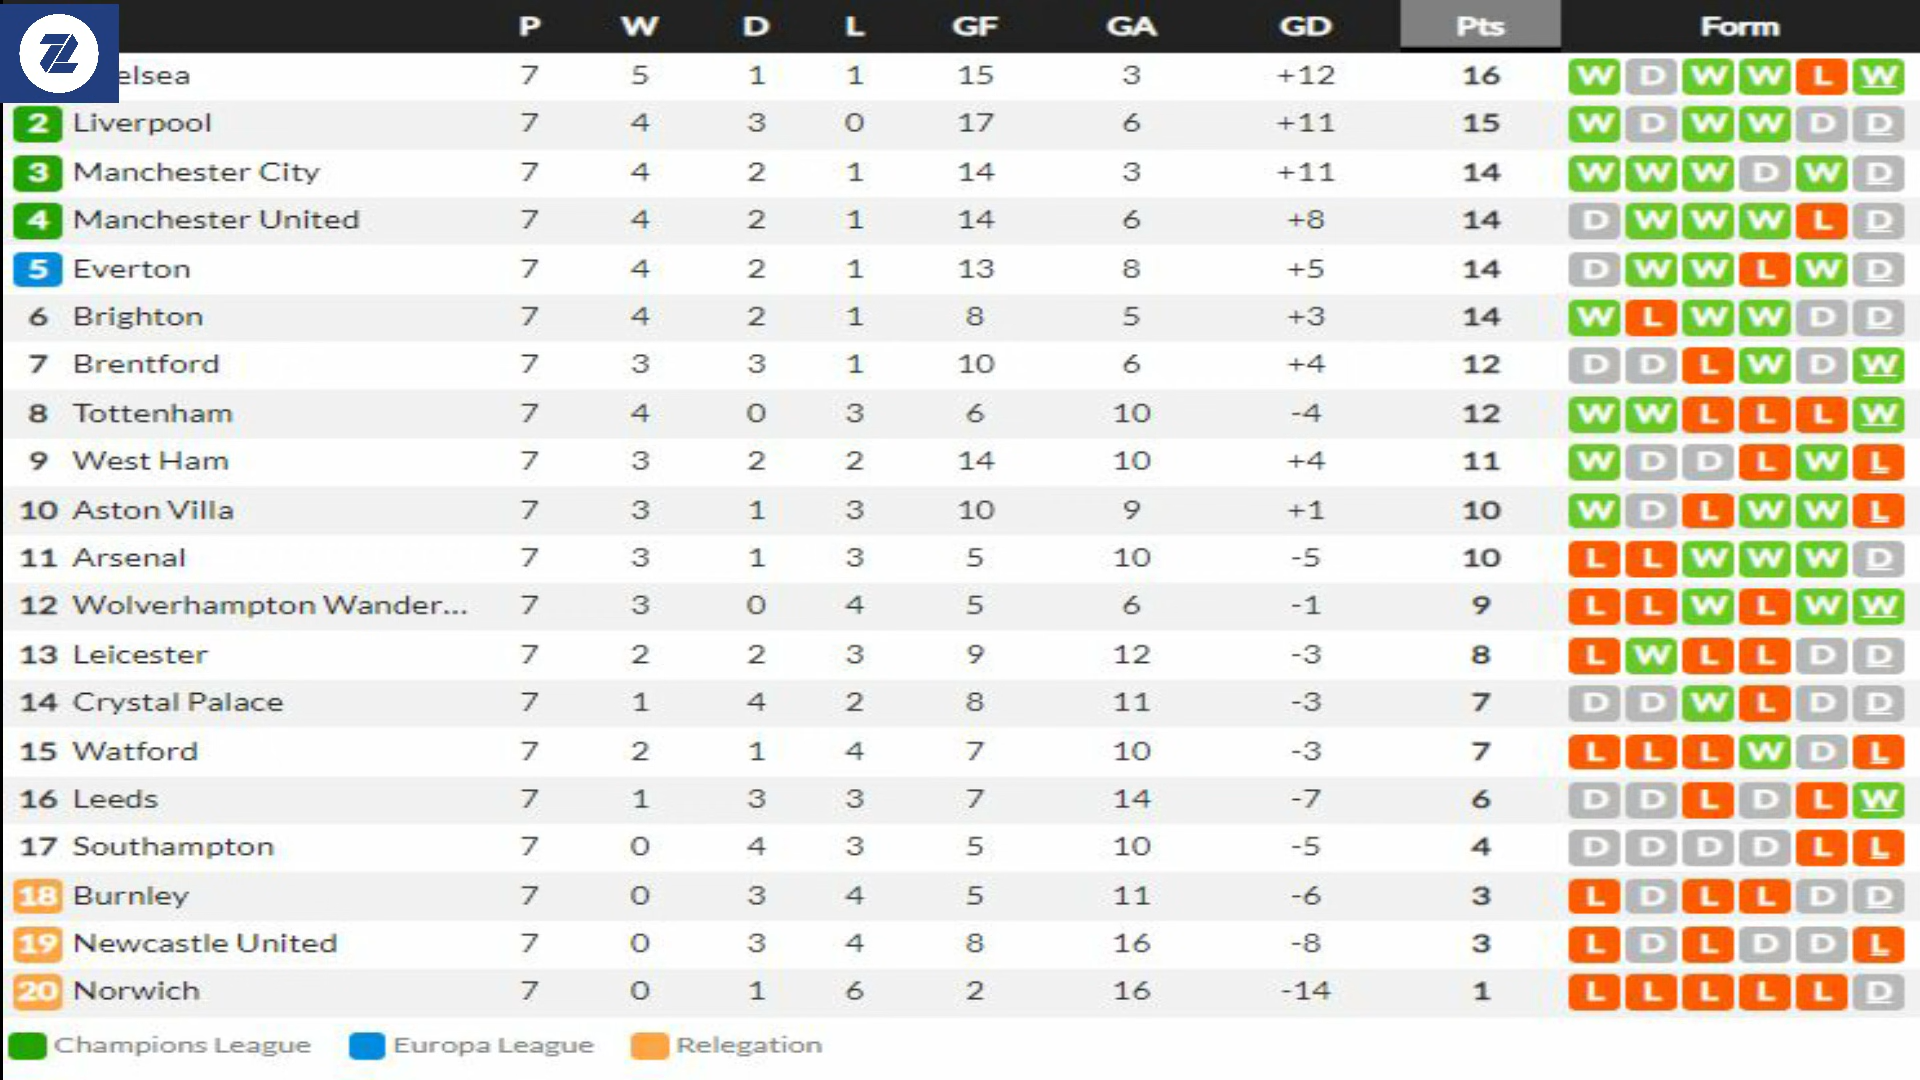 P W D L GF GA GD Pts Form
elsea 7 5 1 1 15 3 +12 16 W D W W L W
2 Liverpool 7 4 3 0 17 6 +11 15 W D W W D D
3 Manchester City 7 4 2 1 14 3 +11 14 W W W D W D
4 Manchester United 7 4 2 1 14 6 +8 14 D W W W L D
5 Everton 7 4 2 1 13 8 +5 14 D W W L W D
6 Brighton 7 4 2 1 8 5 +3 14 W L W W D D
7 Brentford 7 3 3 1 10 6 +4 12 D D L W D W
8 Tottenham 7 4 0 3 6 10 -4 12 W W L L L W
9 West Ham 7 3 2 2 14 10 +4 11 W D D L W L
10 Aston Villa 7 3 1 3 10 9 +1 10 W D L W W L
11 Arsenal 7 3 1 3 5 10 -5 10 L L W W W D
12 Wolverhampton Wander... 7 3 0 4 5 6 -1 9 L L W L W W
13 Leicester 7 2 2 3 9 12 -3 8 L W L L D D
14 Crystal Palace 7 1 4 2 8 11 -3 7 D D W L D D
15 Watford 7 2 1 4 7 10 -3 7 L L L W D L
16 Leeds 7 1 3 3 7 14 -7 6 D D L D L W
17 Southampton 7 0 4 3 5 10 -5 4 D D D D L L
18 Burnley 7 0 3 4 5 11 -6 3 L D L L D D
19 Newcastle United 7 0 3 4 8 16 -8 3 L D L D D L
20 Norwich 7 0 1 6 2 16 -14 1 L L L L L D
Champions League Europa League Relegation